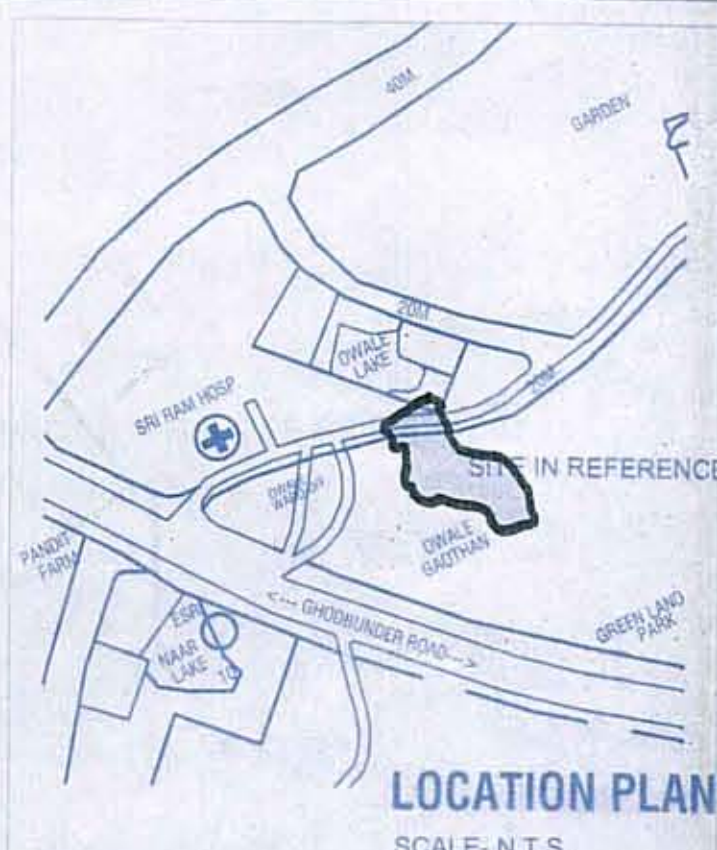 40M
GARDEN
20M
OWALE
LAKE
20M
SRI RAM HOSP
SITE IN REFERENCE
OWALE
GAOTHAN
PANDIT
FARM
<--- GHODBUNDER ROAD--->
GREEN LAND
PARK
ESR
NAAR
LAKE
LOCATION PLAN
SCALE- N.T.S.